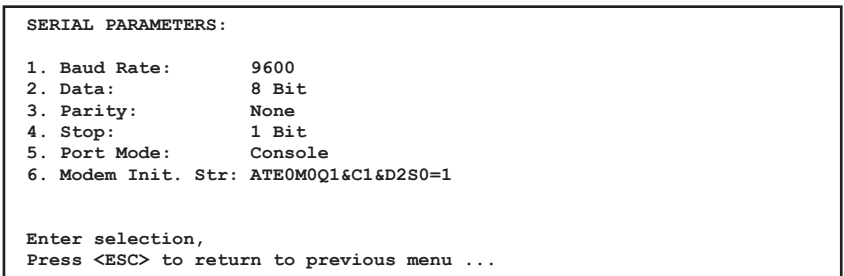 SERIAL PARAMETERS:
1. Baud Rate: 9600
2. Data: 8 Bit
3. Parity: None
4. Stop: 1 Bit
5. Port Mode: Console
6. Modem Init. Str: ATE0M0Q1&C1&D2S0=1
Enter selection,
Press <ESC> to return to previous menu ...